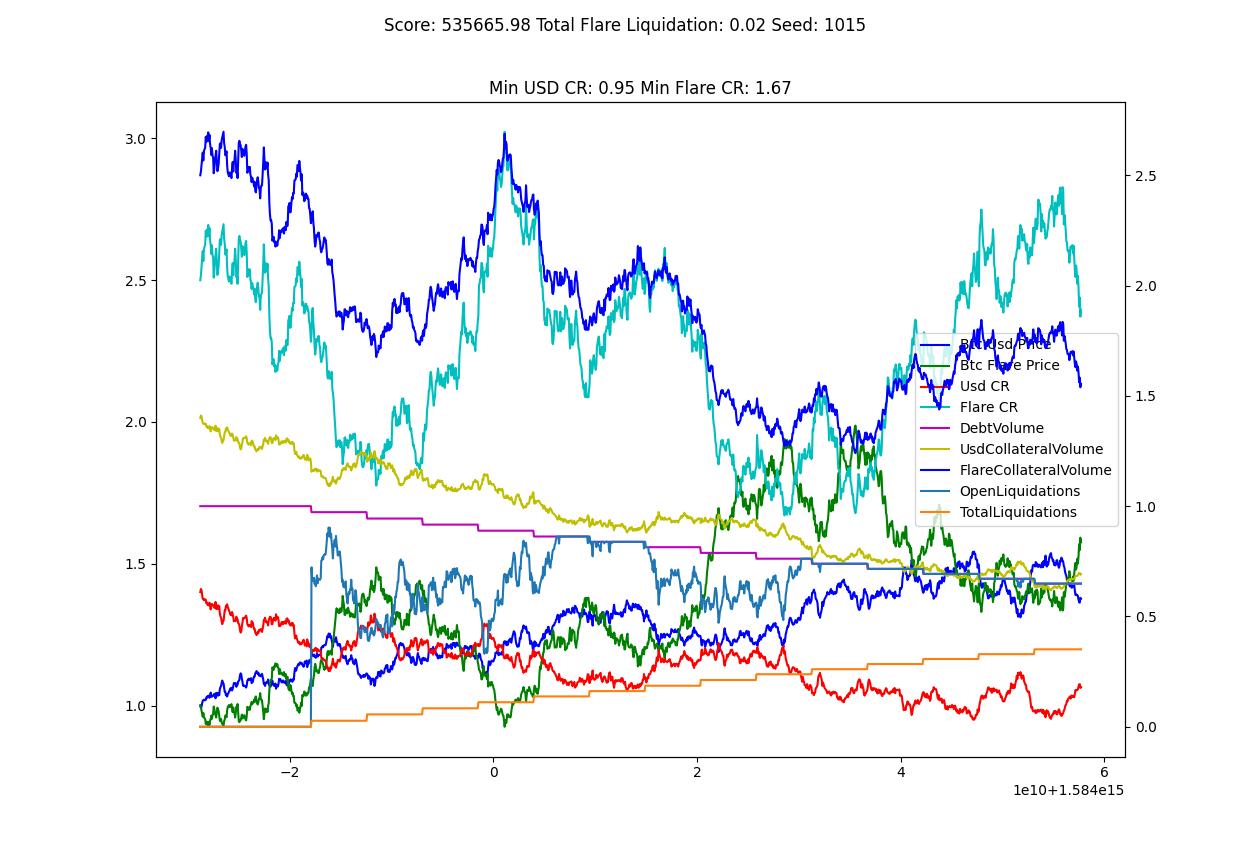 Score: 535665.98 Total Flare Liquidation: 0.02 Seed: 1015
Min USD CR: 0.95 Min Flare CR: 1.67
3.0
2.5
2.0
1.5
1.0
2.5
2.0
1.5
1.0
0.5
0.0
Btc Usd Price
Btc Flare Price
Usd CR
Flare CR
DebtVolume
UsdCollateralVolume
FlareCollateralVolume
OpenLiquidations
TotalLiquidations
−2 0 2 4 6
1e10+1.584e15